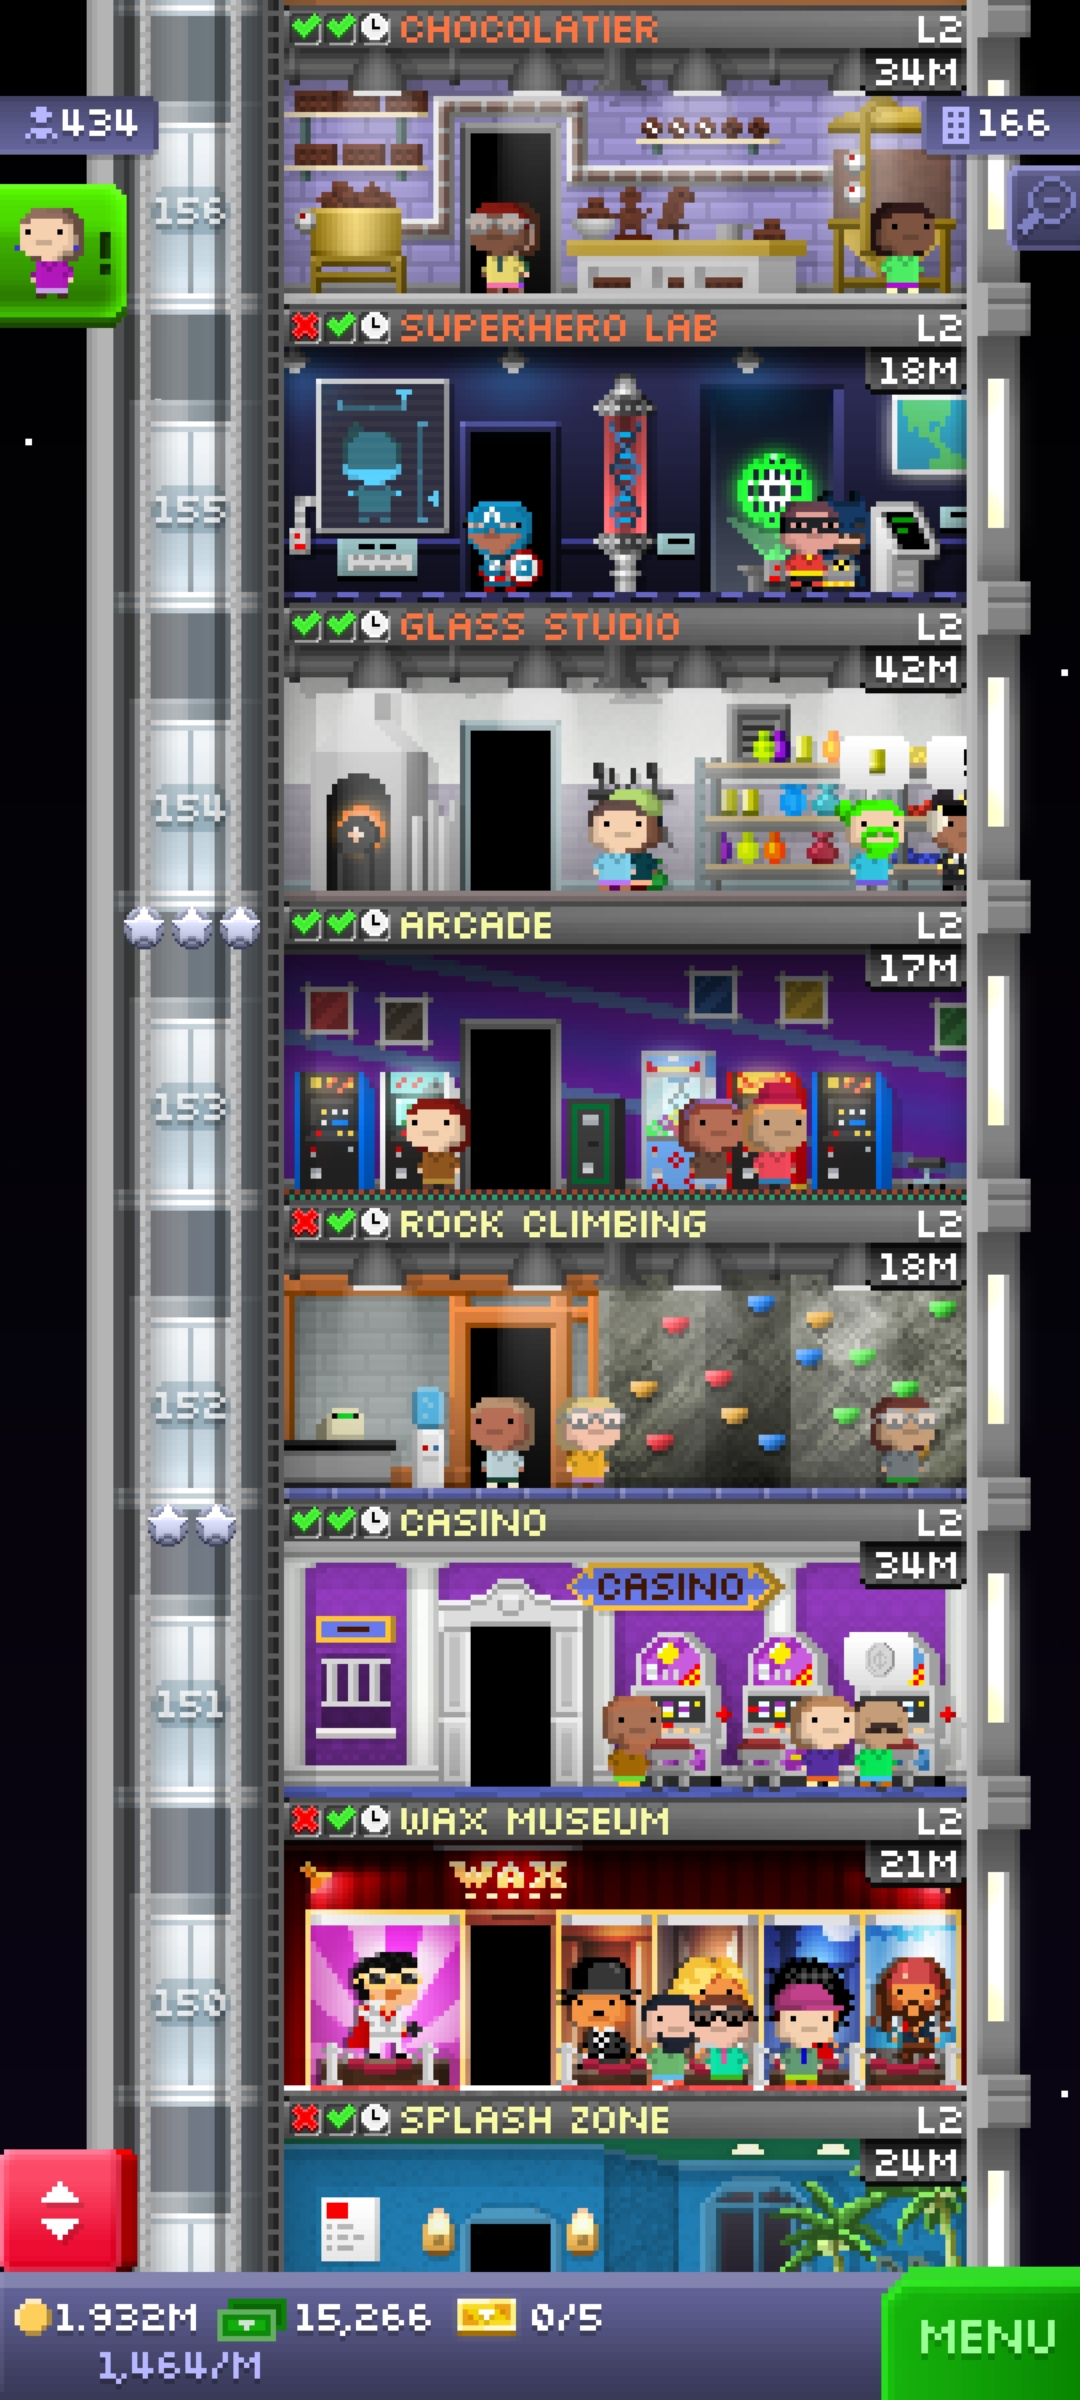 CHOCOLATIER L2
34M
434
166
156
!
SUPERHERO LAB L2
18M
155
GLASS STUDIO L2
42M
154
ARCADE L2
17M
153
ROCK CLIMBING L2
18M
152
CASINO L2
34M
CASINO
151
WAX MUSEUM L2
21M
WAX
150
SPLASH ZONE L2
24M
1.932M 15,266 0/5
1,464/M
MENU